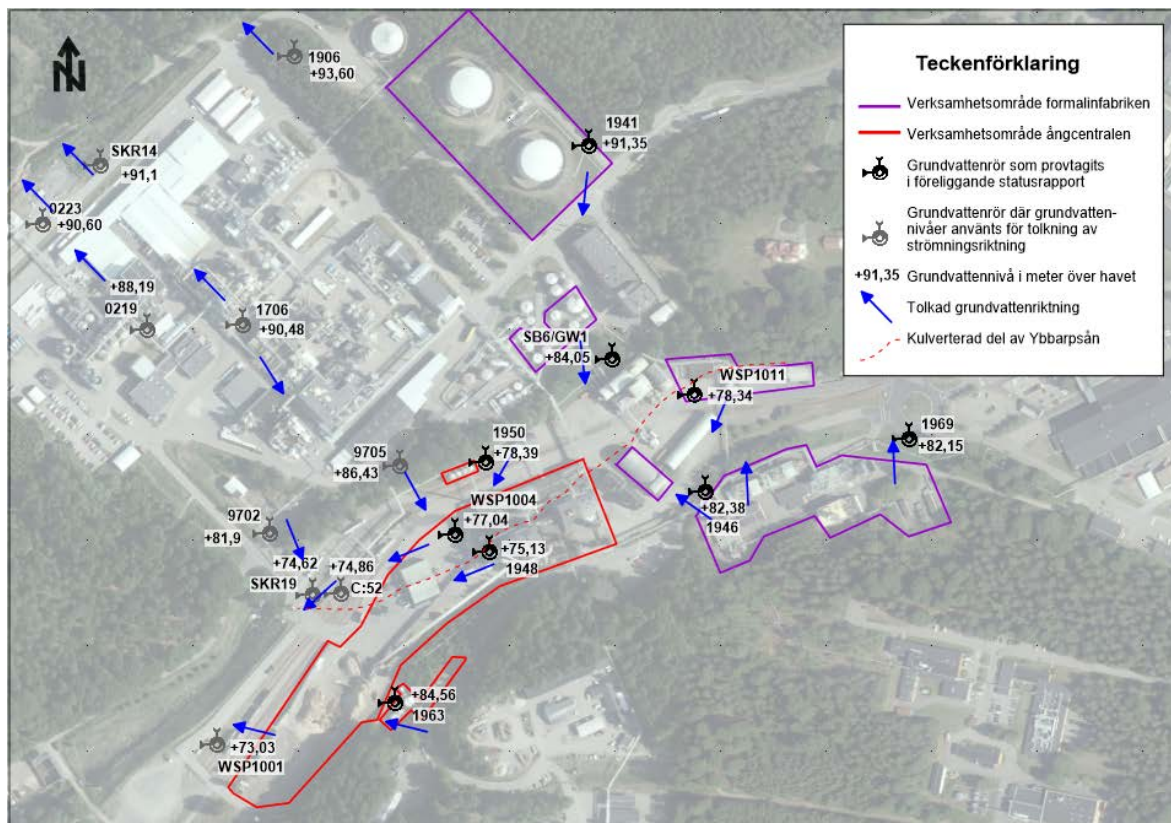 N
1906
+93,60
1941
+91,35
SKR14
+91,1
0223
+90,60
+88,19
0219
1706
+90,48
SB6/GW1
+84,05
WSP1011
+78,34
1969
+82,15
1950
+78,39
9705
+86,43
WSP1004
+77,04
+82,38
1946
9702
+81,9
+75,13
1948
+74,62
+74,86
SKR19
C:52
+84,56
1963
+73,03
WSP1001
Teckenförklaring
Verksamhetsområde formalinfabriken
Verksamhetsområde ångcentralen
Grundvattenrör som provtagits
i föreliggande statusrapport
Grundvattenrör där grundvatten-
nivåer använts för tolkning av
strömningsriktning
+91,35 Grundvattennivå i meter över havet
Tolkad grundvattenriktning
Kulverterad del av Ybbarpsån